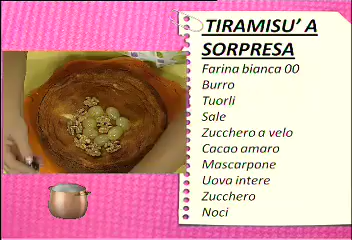 TIRAMISU' A
SORPRESA
Farina bianca 00
Burro
Tuorli
Sale
Zucchero a velo
Cacao amaro
Mascarpone
Uova intere
Zucchero
Noci